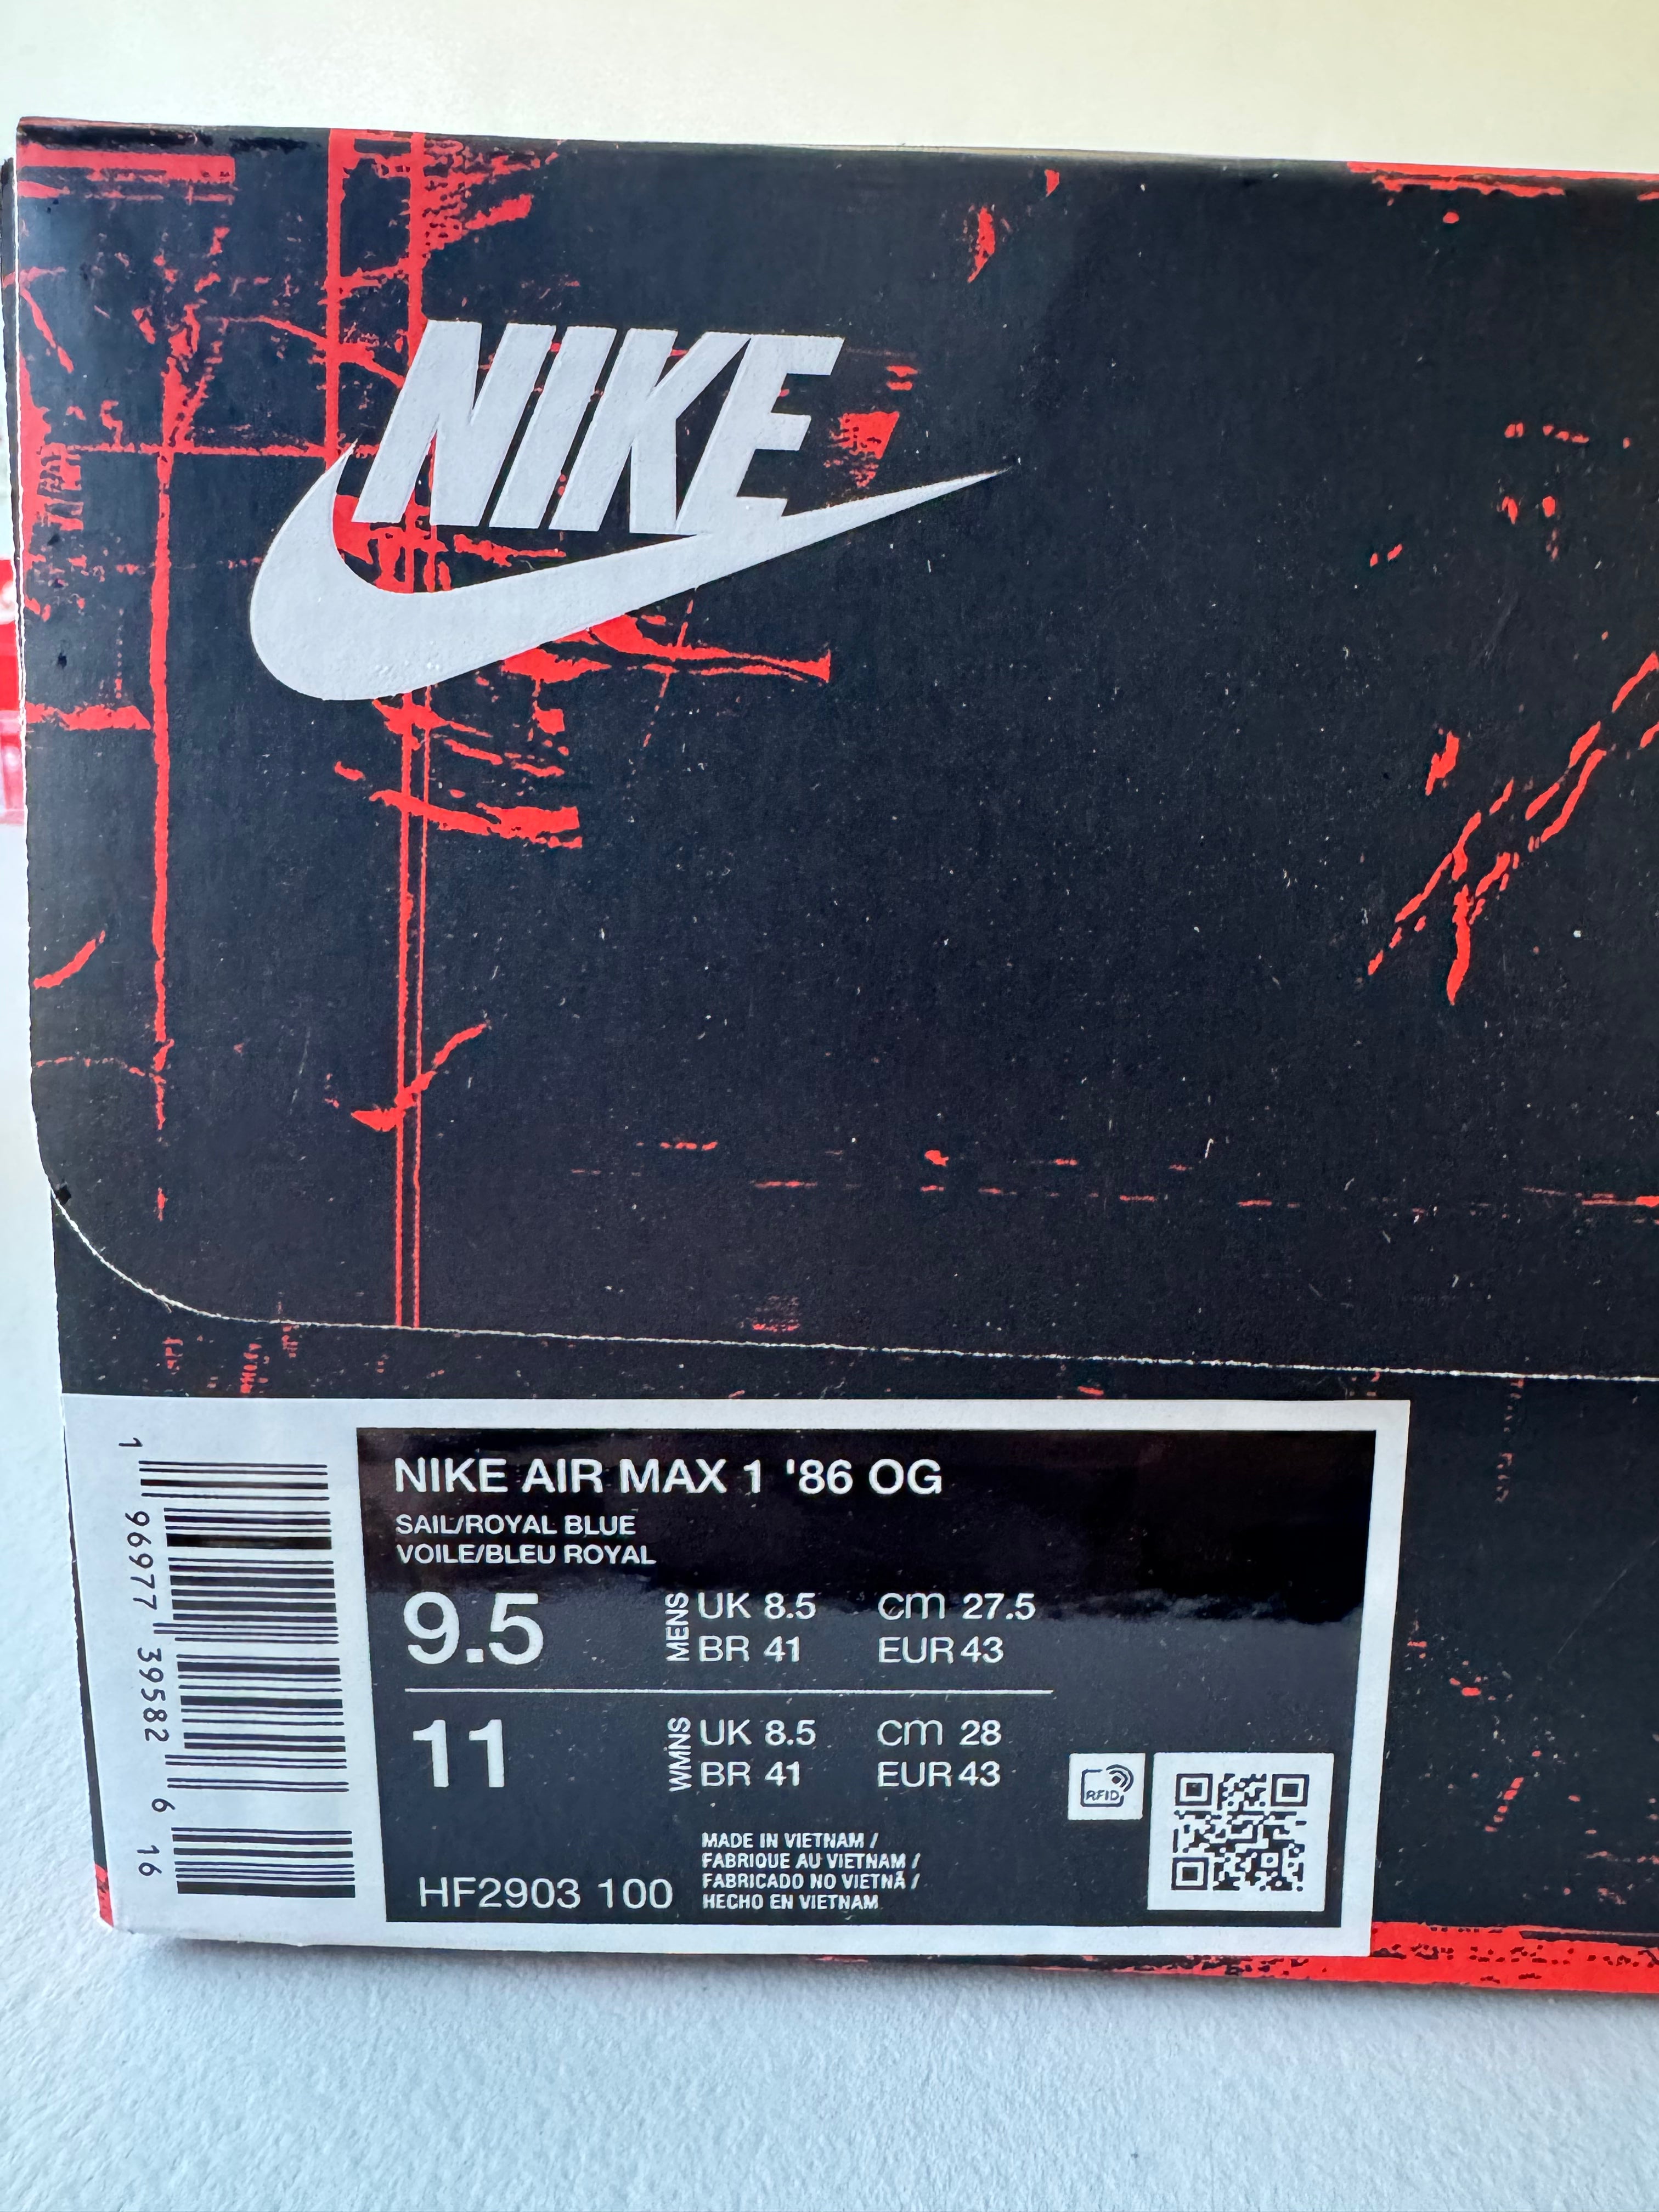 NIKE
NIKE AIR MAX 1 '86 OG
SAIL/ROYAL BLUE
VOILE/BLEU ROYAL
9.5 MENS UK 8.5 cm 27.5
BR 41 EUR 43
11 WMNS UK 8.5 cm 28
BR 41 EUR 43
RFID
MADE IN VIETNAM /
FABRIQUE AU VIETNAM /
FABRICADO NO VIETNÃ /
HECHO EN VIETNAM
HF2903 100
1 96977 39582 6 16